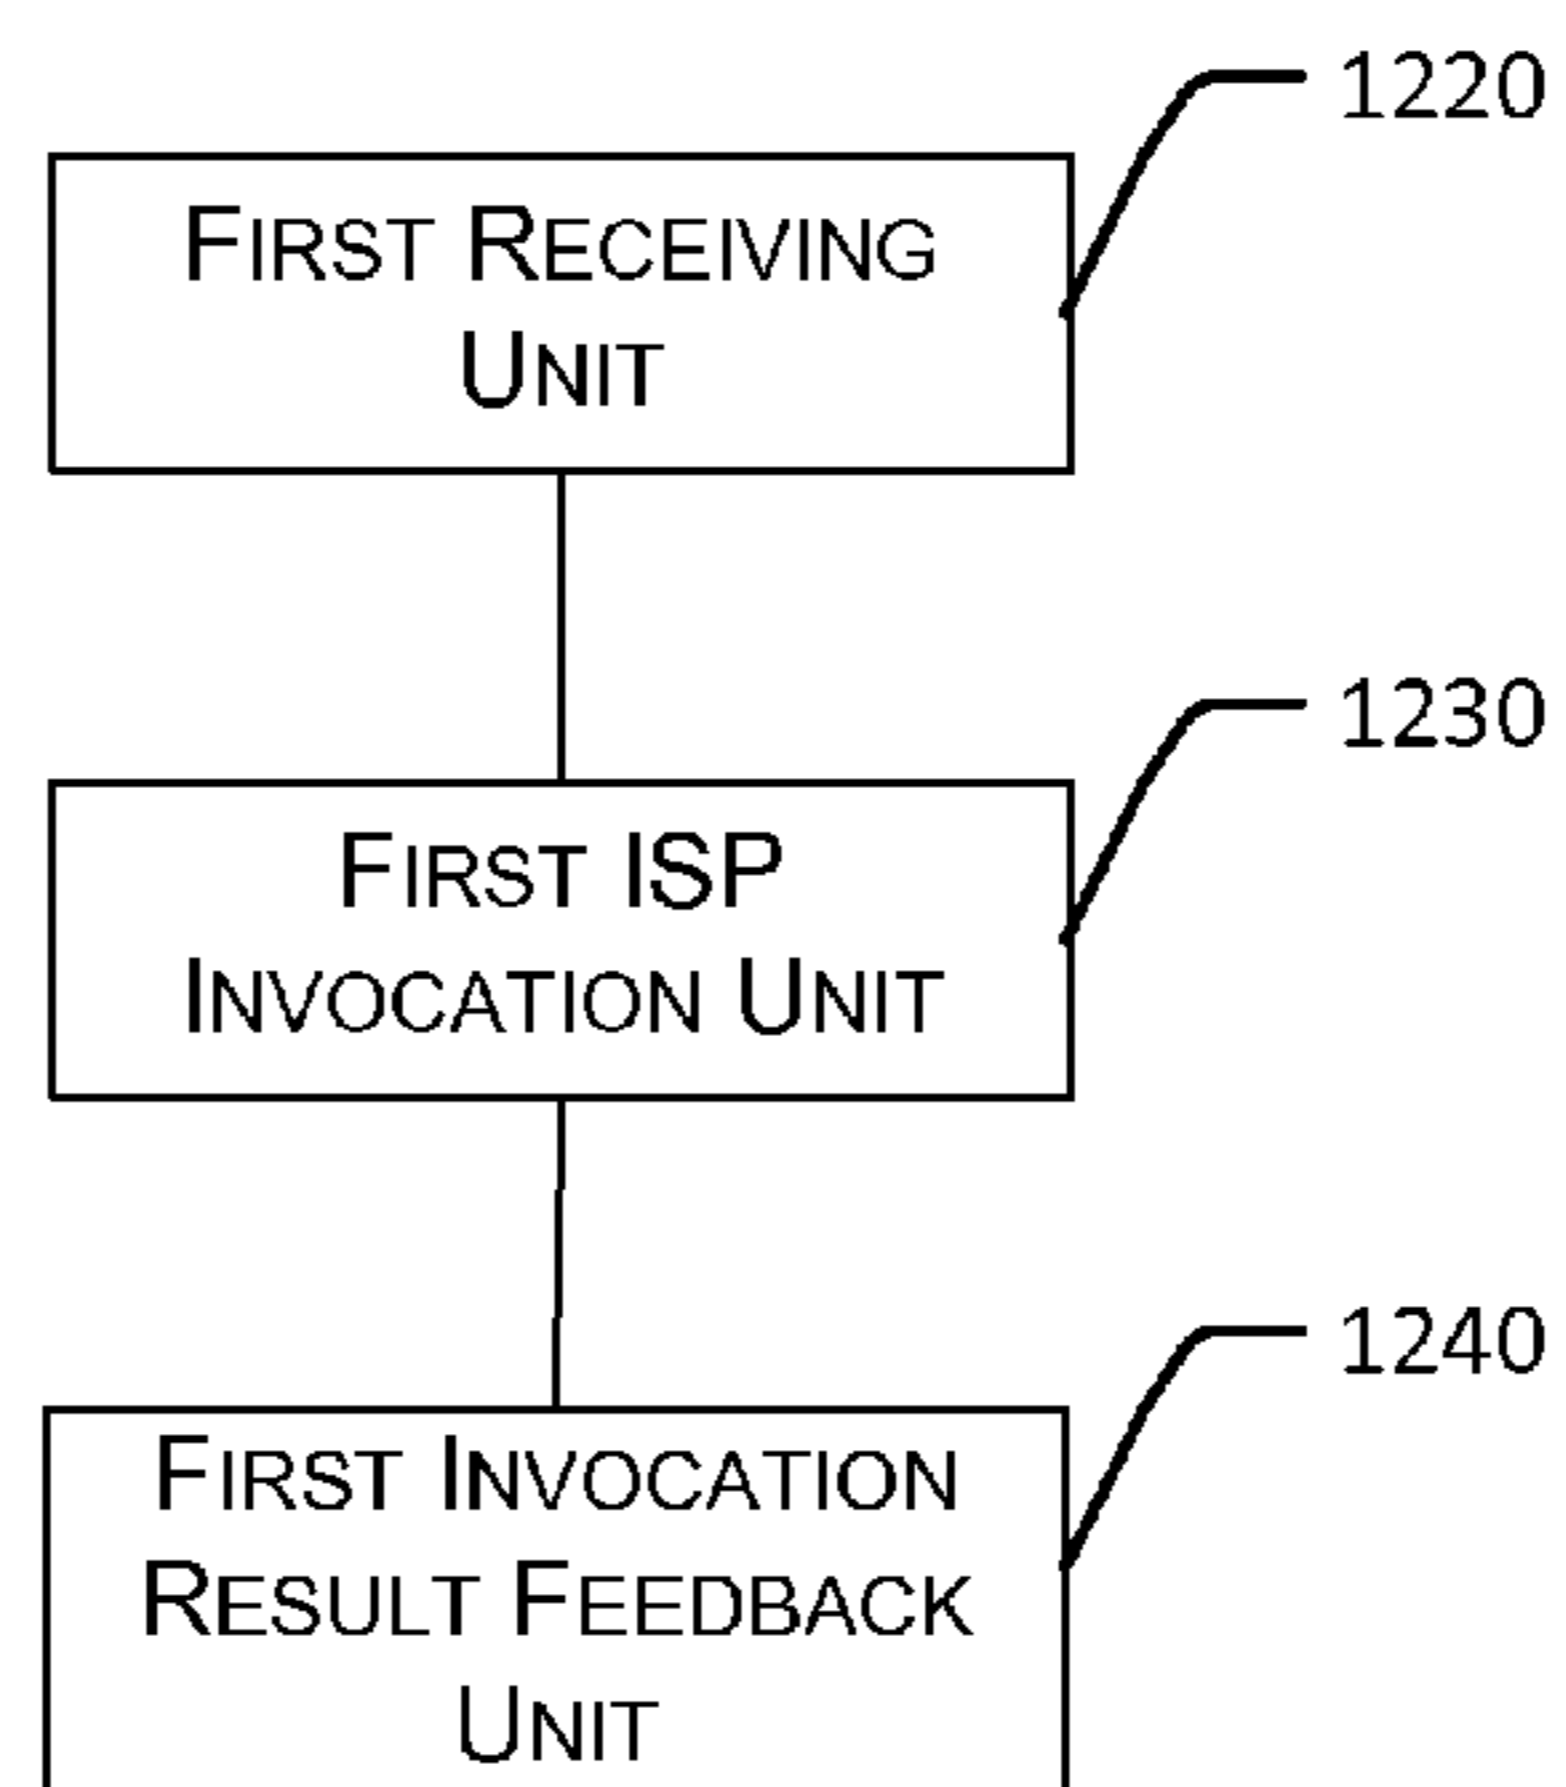 1220
FIRST RECEIVING
UNIT
1230
FIRST ISP
INVOCATION UNIT
1240
FIRST INVOCATION
RESULT FEEDBACK
UNIT